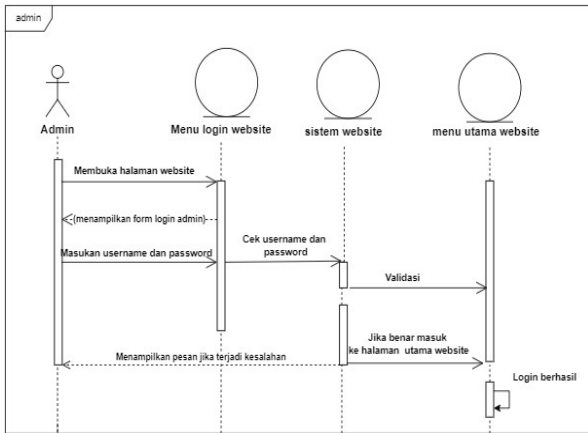 admin
Admin
Menu login website
sistem website
menu utama website
Membuka halaman website
(menampilkan form login admin)
Masukan username dan password
Cek username dan
password
Validasi
Jika benar masuk
ke halaman utama website
Menampilkan pesan jika terjadi kesalahan
Login berhasil